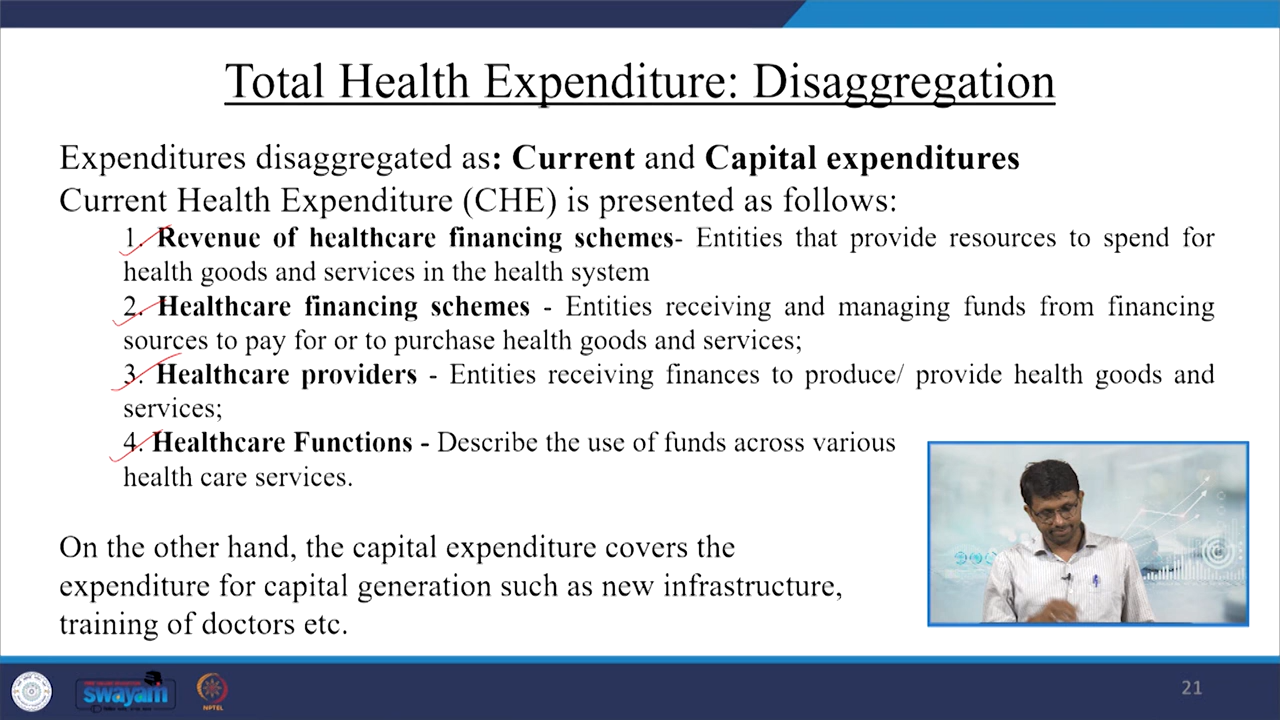 Total Health Expenditure: Disaggregation
Expenditures disaggregated as: Current and Capital expenditures
Current Health Expenditure (CHE) is presented as follows:
1. Revenue of healthcare financing schemes- Entities that provide resources to spend for
health goods and services in the health system
2. Healthcare financing schemes - Entities receiving and managing funds from financing
sources to pay for or to purchase health goods and services;
3. Healthcare providers - Entities receiving finances to produce/ provide health goods and
services;
4. Healthcare Functions - Describe the use of funds across various
health care services.
On the other hand, the capital expenditure covers the
expenditure for capital generation such as new infrastructure,
training of doctors etc.
swayam
NPTEL
21